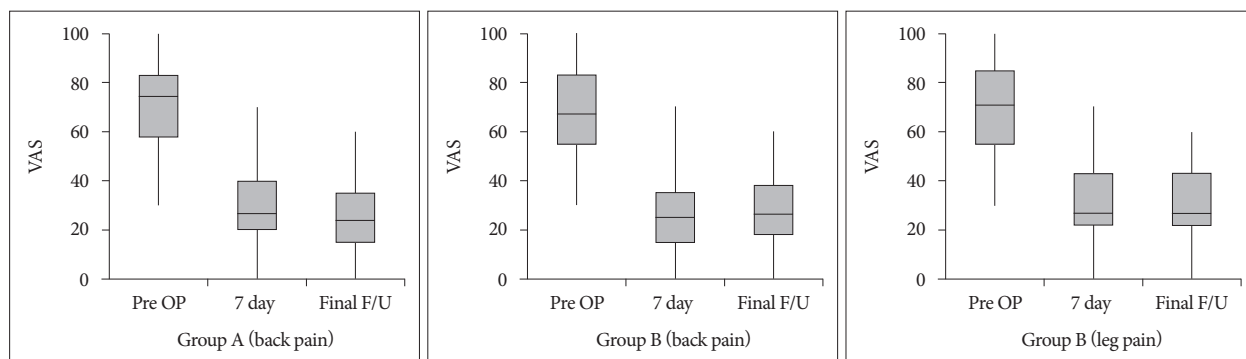 VAS
100
80
60
40
20
0
Pre OP 7 day Final F/U
Group A (back pain)
VAS
100
80
60
40
20
0
Pre OP 7 day Final F/U
Group B (back pain)
VAS
100
80
60
40
20
0
Pre OP 7 day Final F/U
Group B (leg pain)